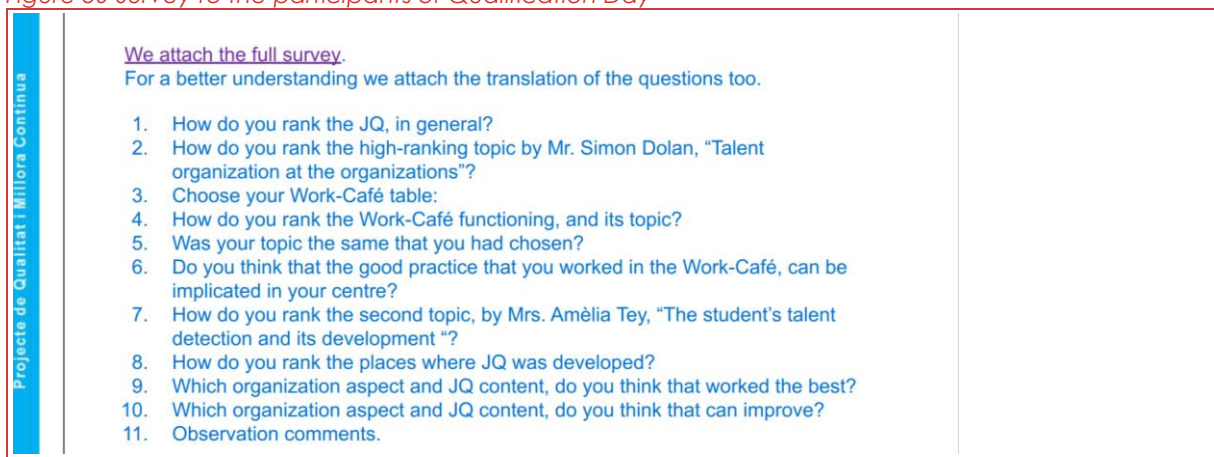 We attach the full survey.
For a better understanding we attach the translation of the questions too.
1. How do you rank the JQ, in general?
2. How do you rank the high-ranking topic by Mr. Simon Dolan, “Talent
organization at the organizations”?
3. Choose your Work-Café table:
4. How do you rank the Work-Café functioning, and its topic?
5. Was your topic the same that you had chosen?
6. Do you think that the good practice that you worked in the Work-Café, can be
implicated in your centre?
7. How do you rank the second topic, by Mrs. Amèlia Tey, “The student’s talent
detection and its development “?
8. How do you rank the places where JQ was developed?
9. Which organization aspect and JQ content, do you think that worked the best?
10. Which organization aspect and JQ content, do you think that can improve?
11. Observation comments.
Projecte de Qualitat i Millora Contínua